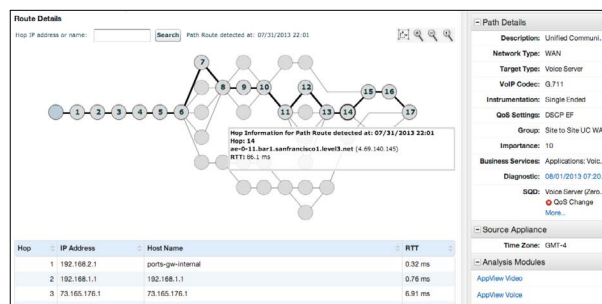 Route Details
Hop IP address or name: Search Path Route detected at: 07/31/2013 22:01
7
8 9 10 12 15 16
1 2 3 4 5 6 11 13 14 17
Hop Information for Path Route detected at: 07/31/2013 22:01
Hop: 14
ae-0-11.bar1.sanfrancisco1.level3.net (4.69.140.145)
RTT: 86.1 ms
Hop IP Address Host Name RTT
1 192.168.2.1 ports-gw-internal 0.32 ms
2 192.168.1.1 192.168.1.1 0.76 ms
3 73.165.176.1 73.165.176.1 6.91 ms
Path Details
Description: Unified Communi...
Network Type: WAN
Target Type: Voice Server
VoIP Codec: G.711
Instrumentation: Single Ended
QoS Settings: DSCP EF
Group: Site to Site UC WA
Importance: 10
Business Services: Applications: Voic...
Diagnostic: 08/01/2013 07:20...
SQD: Voice Server (Zero...
QoS Change
More...
Source Appliance
Time Zone: GMT-4
Analysis Modules
AppView Video
AppView Voice